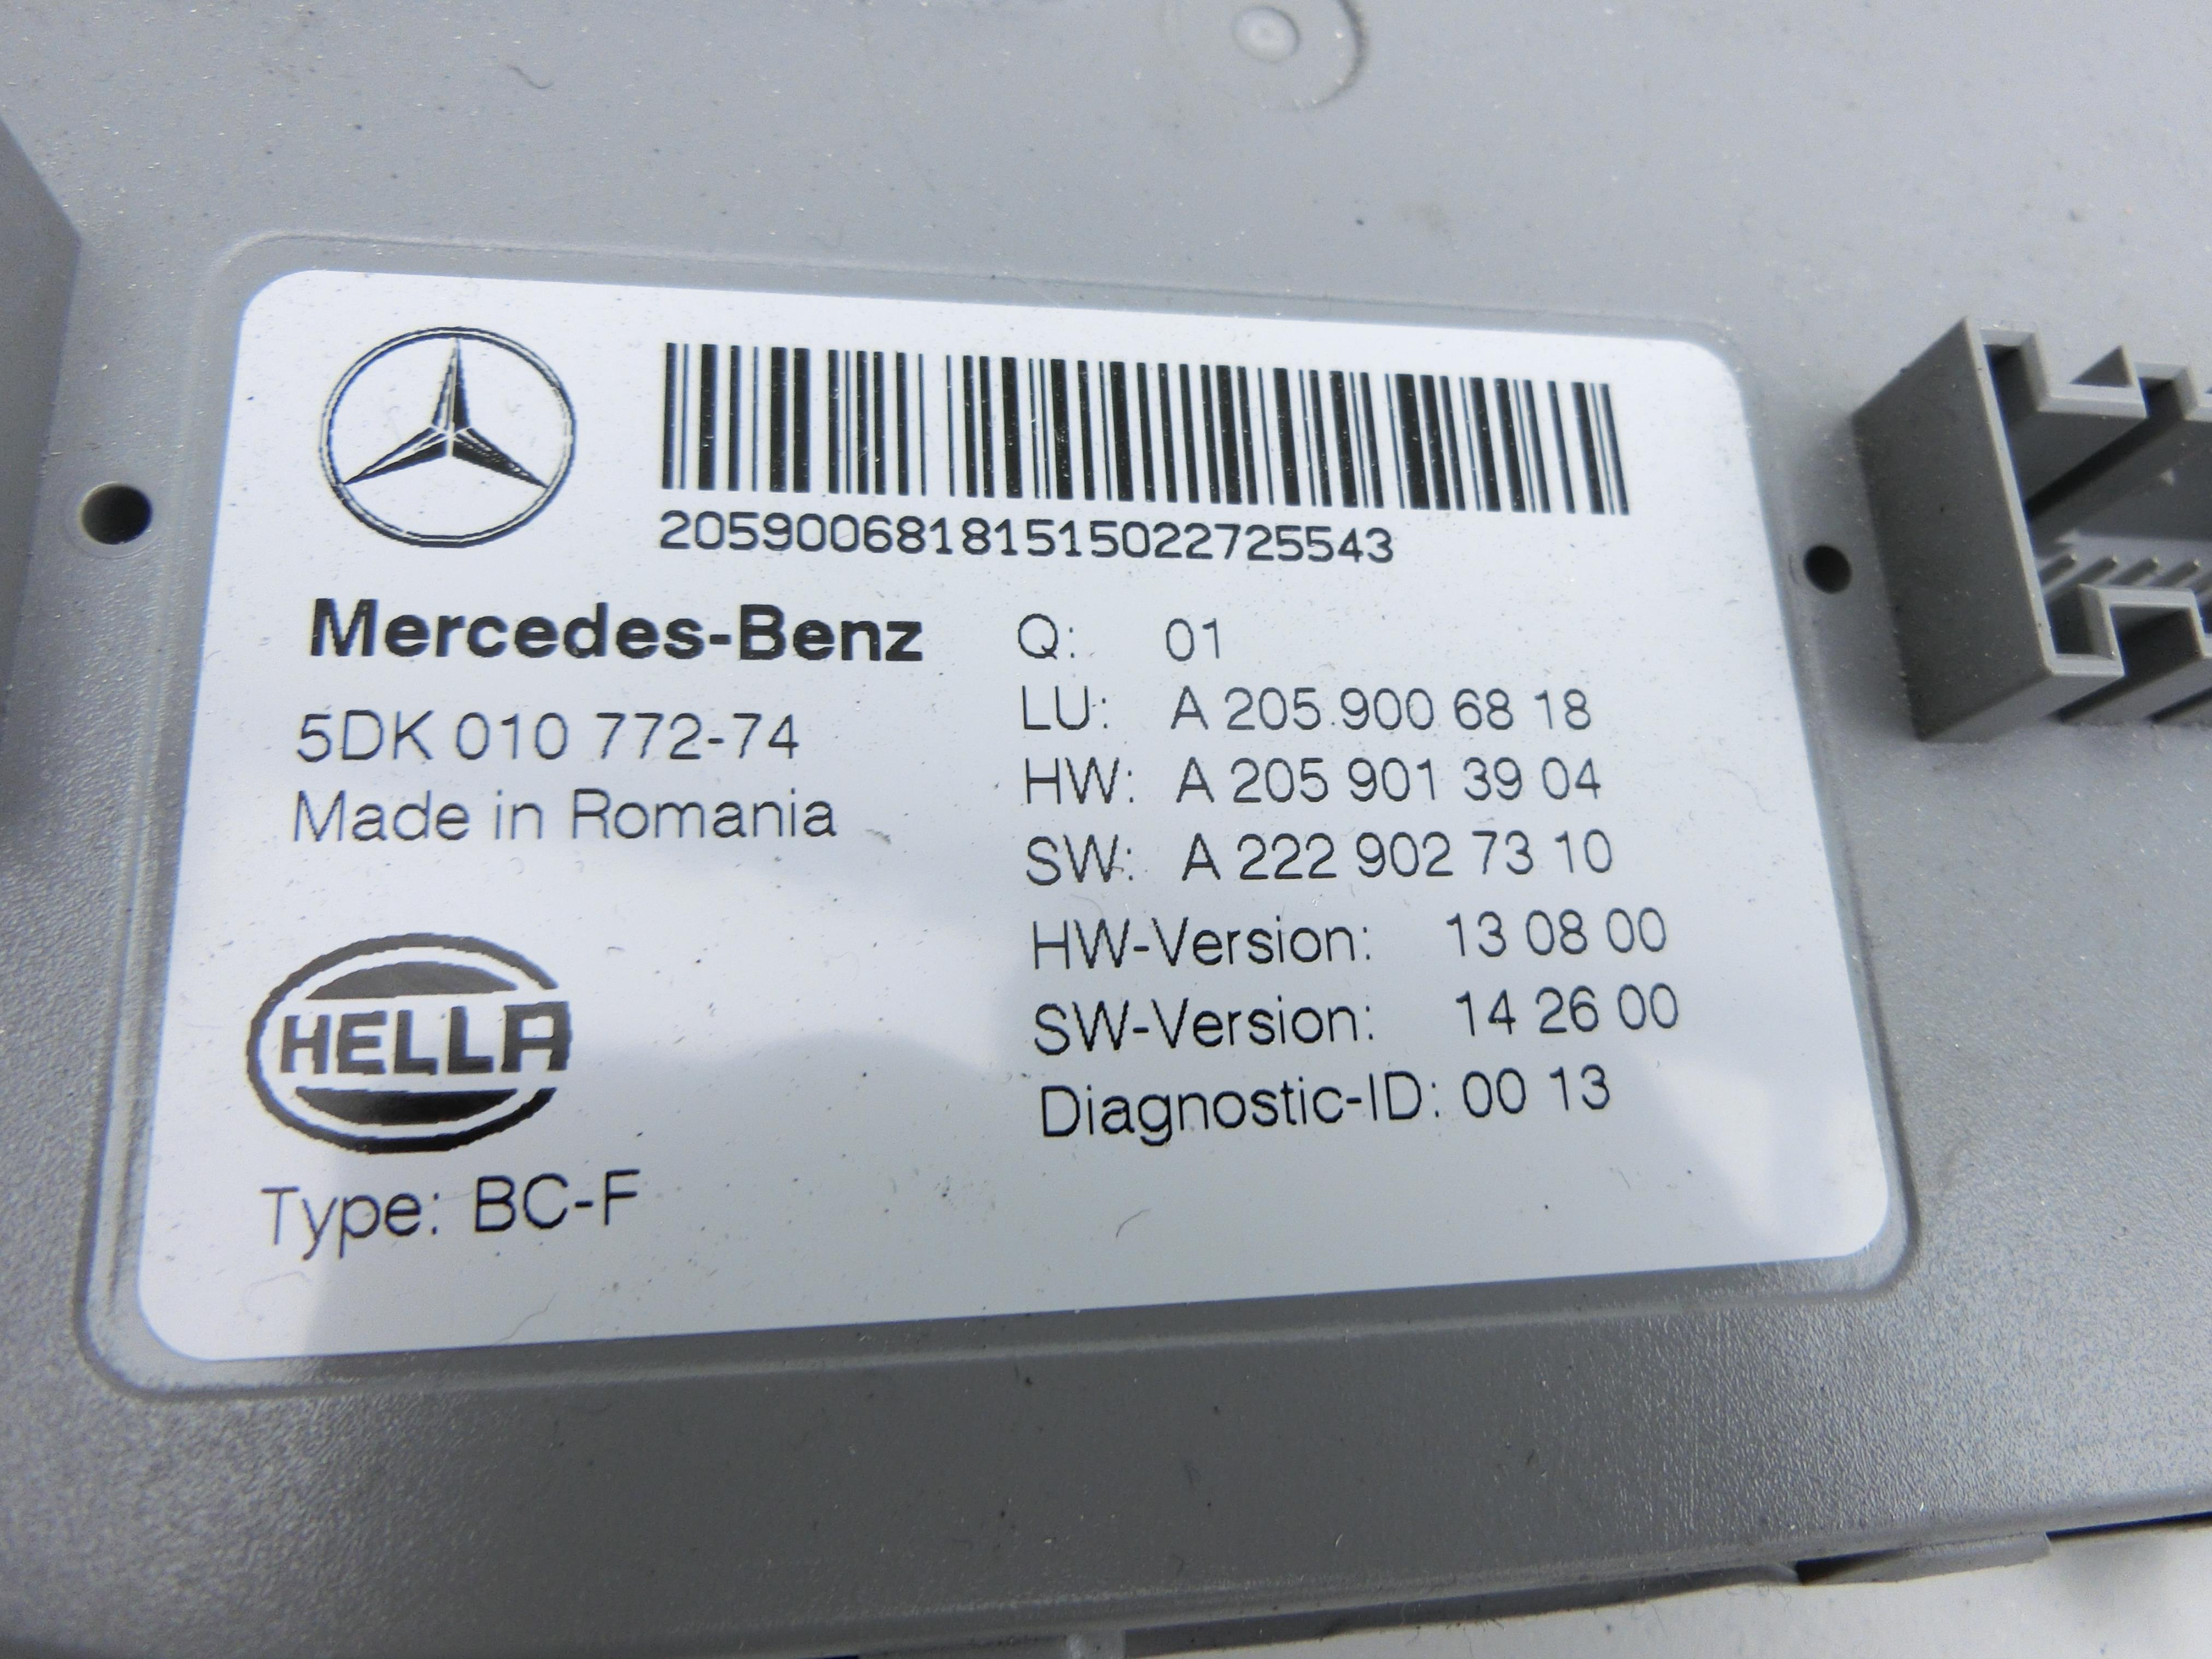 2059006818151502272​5543
Mercedes-Benz
5DK 010 772-74
Made in Romania
HELLA
Type: BC-F
Q: 01
LU: A 205 900 68 18
HW: A 205 901 39 04
SW: A 222 902 73 10
HW-Version: 13 08 00
SW-Version: 14 26 00
Diagnostic-ID: 00 13